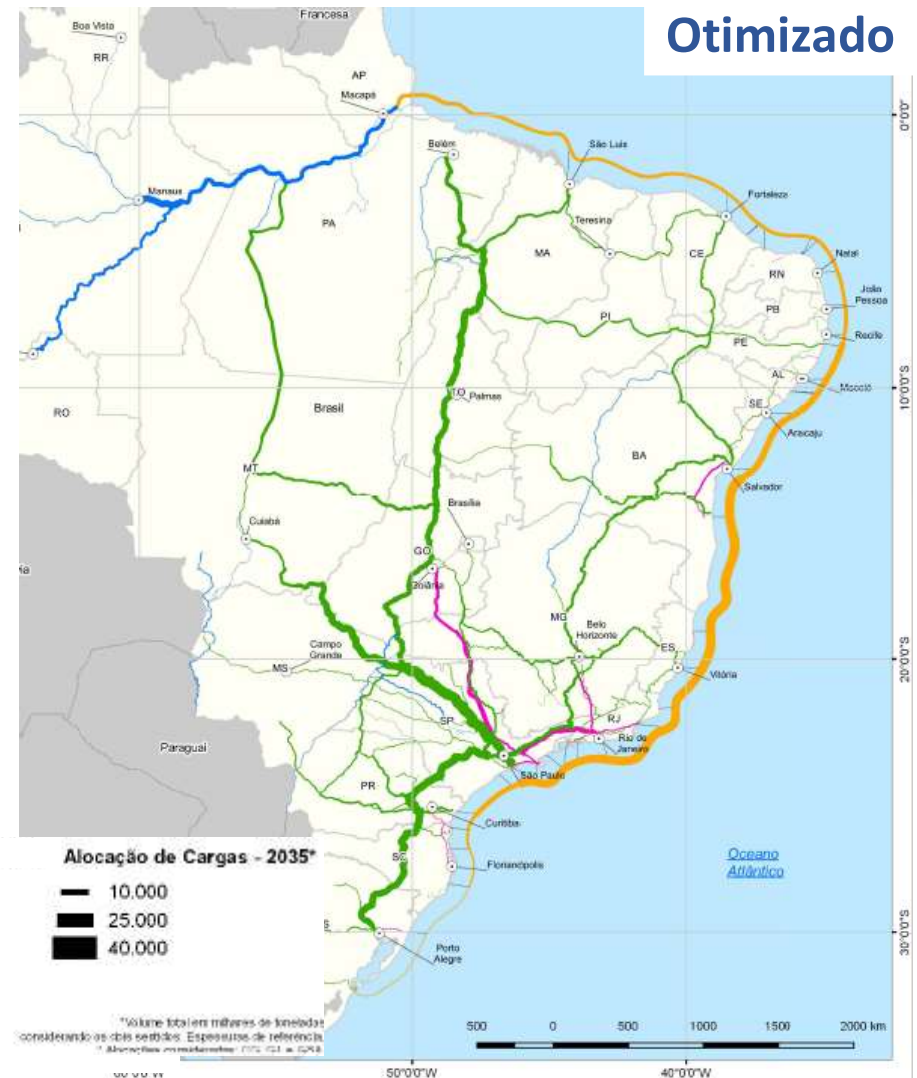 Otimizado
Francesa
Boa Vista
RR
AP
Macapá
0°0'0"
Belém
São Luis
Manaus
Fortaleza
PA
Teresina
MA
CE
Natal
RN
João
Pessoa
PB
PI
Recife
PE
AL
Maceió
10°0'0"S
TO
Palmas
Brasil
RO
SE
Aracaju
BA
MT
Salvador
Brasília
Cuiabá
GO
Goiânia
MG
Belo
Horizonte
Campo
Grande
ES
MS
Vitória
20°0'0"S
SP
RJ
Rio de
Janeiro
Paraguai
São Paulo
PR
Curitiba
Alocação de Cargas - 2035*
SC
Florianópolis
Oceano
Atlântico
10.000
25.000
40.000
30°0'0"S
Porto
Alegre
*Volume total em milhares de toneladas
considerando os dois sentidos. Espessuras de referência.
500 0 500 1000 1500 2000 km
50°0'0"W
40°0'0"W